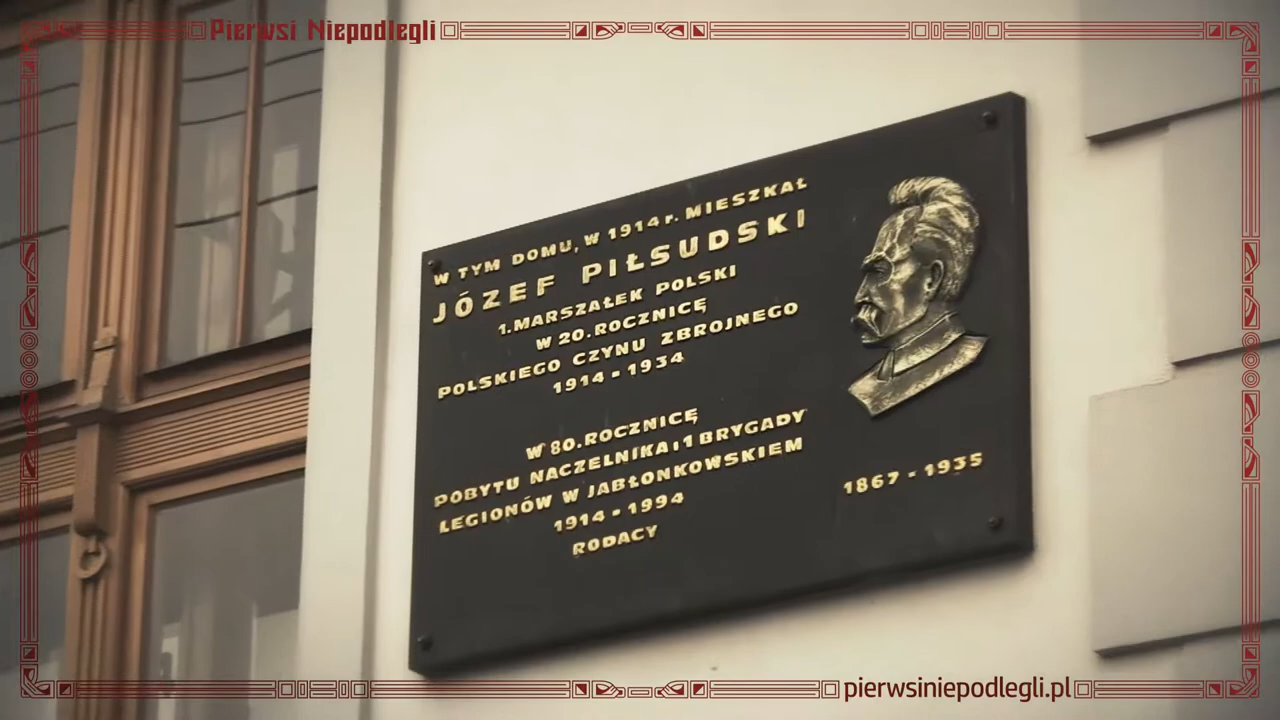 Pierwsi Niepodlegli
W TYM DOMU, W 1914 r. MIESZKAŁ
JÓZEF PIŁSUDSKI
1. MARSZAŁEK POLSKI
W 20. ROCZNICĘ
POLSKIEGO CZYNU ZBROJNEGO
1914 - 1934
W 80. ROCZNICĘ
POBYTU NACZELNIKA i 1 BRYGADY
LEGIONÓW W JABŁONKOWSKIEM
1914 - 1994
RODACY
1867 - 1935
pierwsiniepodlegli.pl